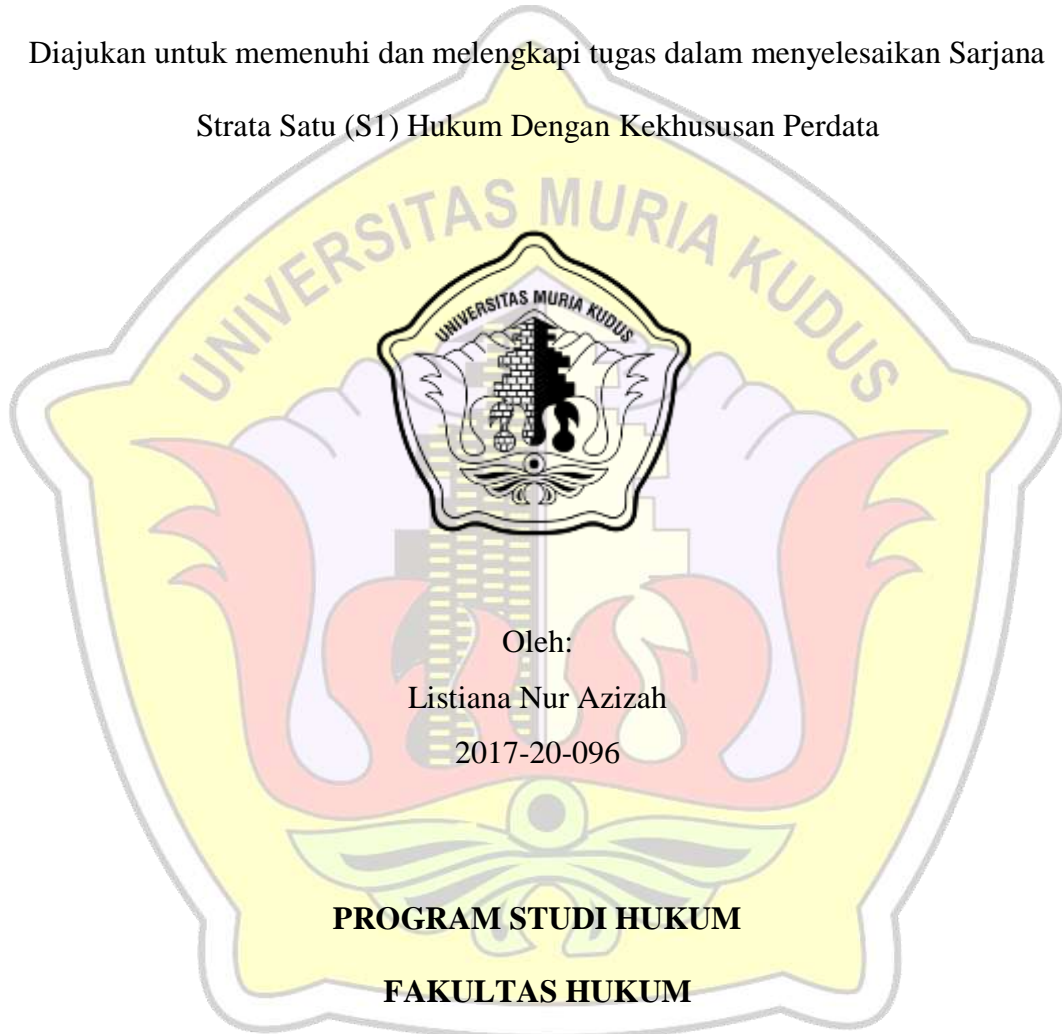 Diajukan untuk memenuhi dan melengkapi tugas dalam menyelesaikan Sarjana
Strata Satu (S1) Hukum Dengan Kekhususan Perdata
UNIVERSITAS MURIA KUDUS
UNIVERSITAS MURIA KUDUS
Oleh:
Listiana Nur Azizah
2017-20-096
PROGRAM STUDI HUKUM
FAKULTAS HUKUM